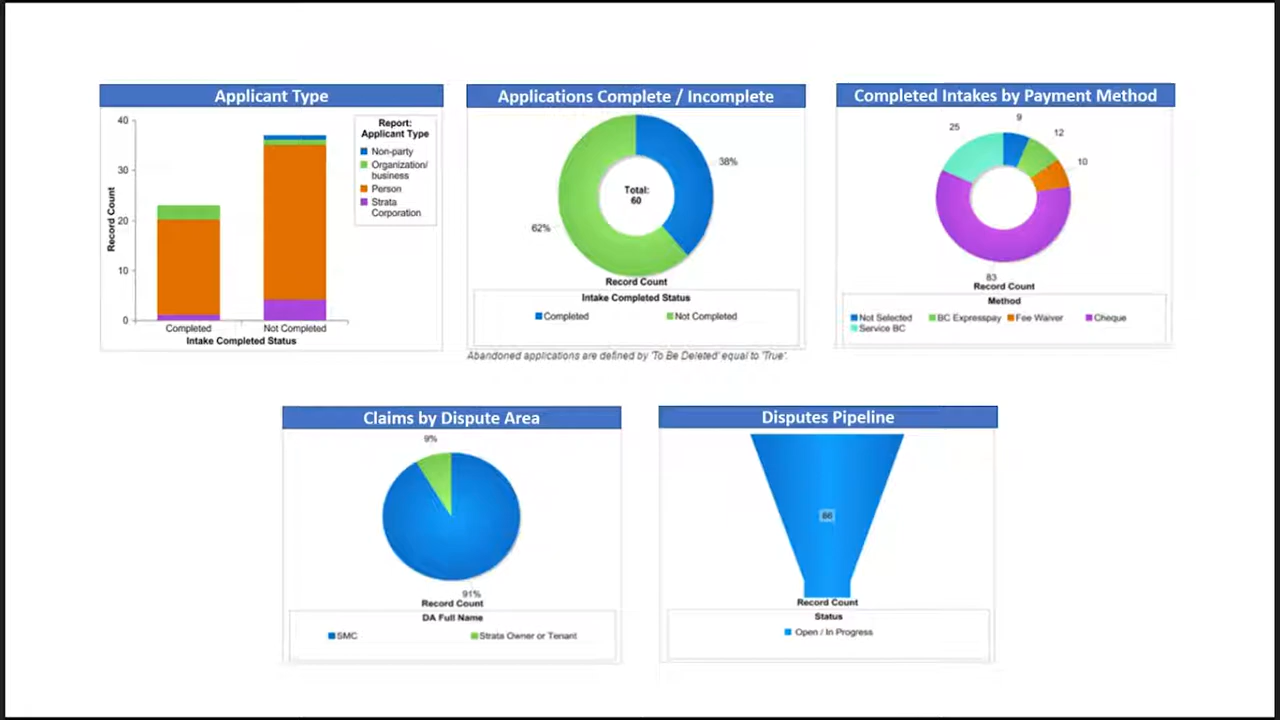 Applicant Type
40
30
20
10
0
Record Count
Completed
Not Completed
Intake Completed Status
Report:
Applicant Type
Non-party
Organization/
business
Person
Strata
Corporation
Applications Complete / Incomplete
38%
62%
Total:
60
Record Count
Intake Completed Status
Completed
Not Completed
Abandoned applications are defined by 'To Be Deleted' equal to 'True'.
Completed Intakes by Payment Method
9
12
10
25
83
Record Count
Method
Not Selected BC Expresspay Fee Waiver Cheque
Service BC
Claims by Dispute Area
9%
91%
Record Count
DA Full Name
SMC
Strata Owner or Tenant
Disputes Pipeline
Record Count
Status
Open / In Progress